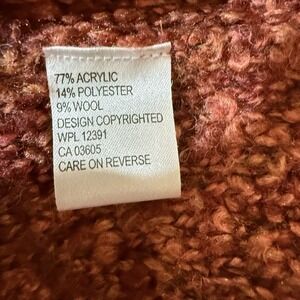 77% ACRYLIC
14% POLYESTER
9% WOOL
DESIGN COPYRIGHTED
WPL 12391
CA 03605
CARE ON REVERSE